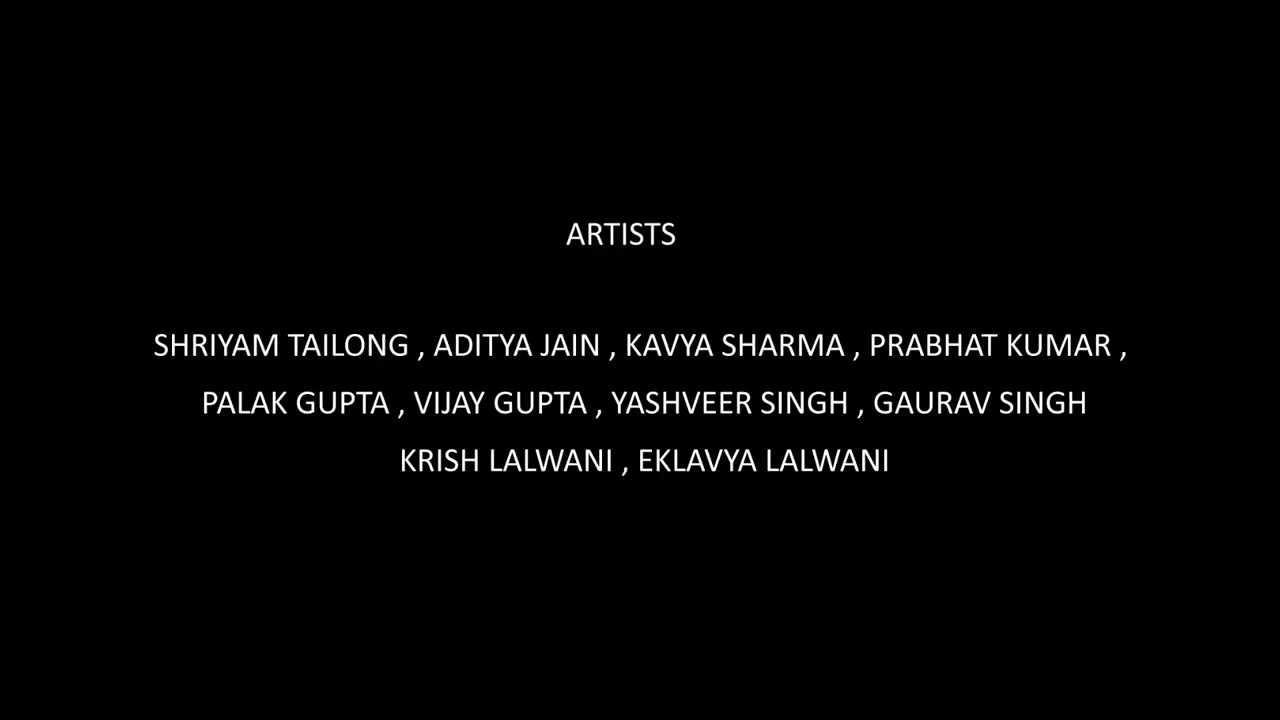 ARTISTS
SHRIYAM TAILONG , ADITYA JAIN , KAVYA SHARMA , PRABHAT KUMAR ,
PALAK GUPTA , VIJAY GUPTA , YASHVEER SINGH , GAURAV SINGH
KRISH LALWANI , EKLAVYA LALWANI